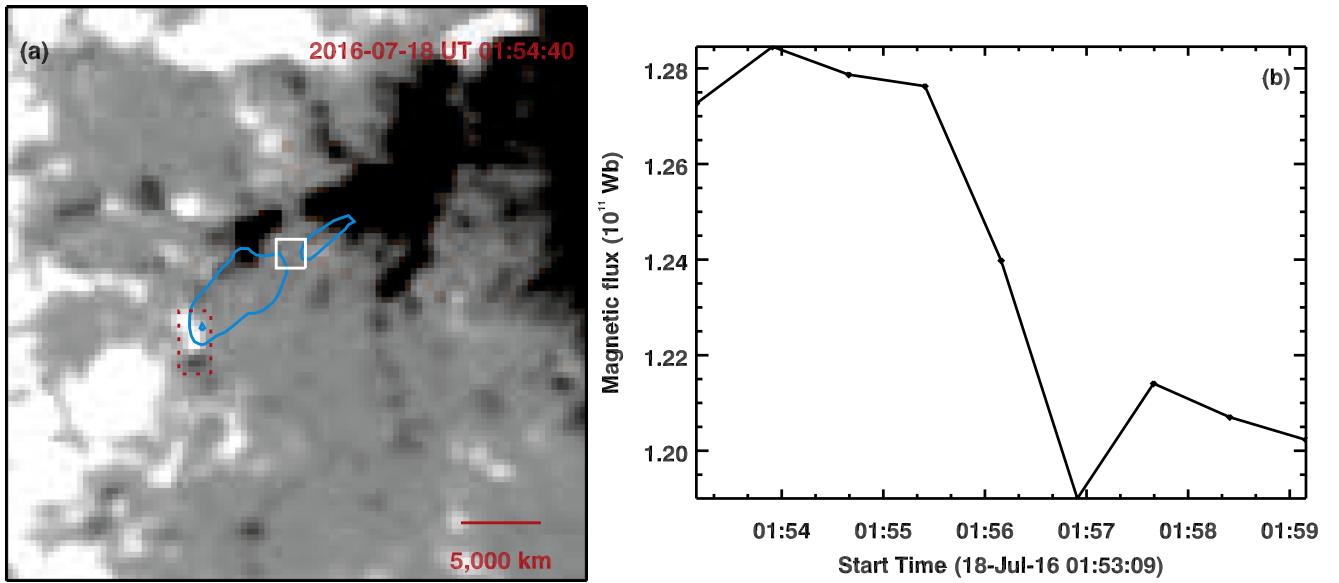 (a)
2016-07-18 UT 01:54:40
5,000 km
(b)
1.28
1.26
1.24
1.22
1.20
Magnetic flux (10¹¹ Wb)
01:54 01:55 01:56 01:57 01:58 01:59
Start Time (18-Jul-16 01:53:09)